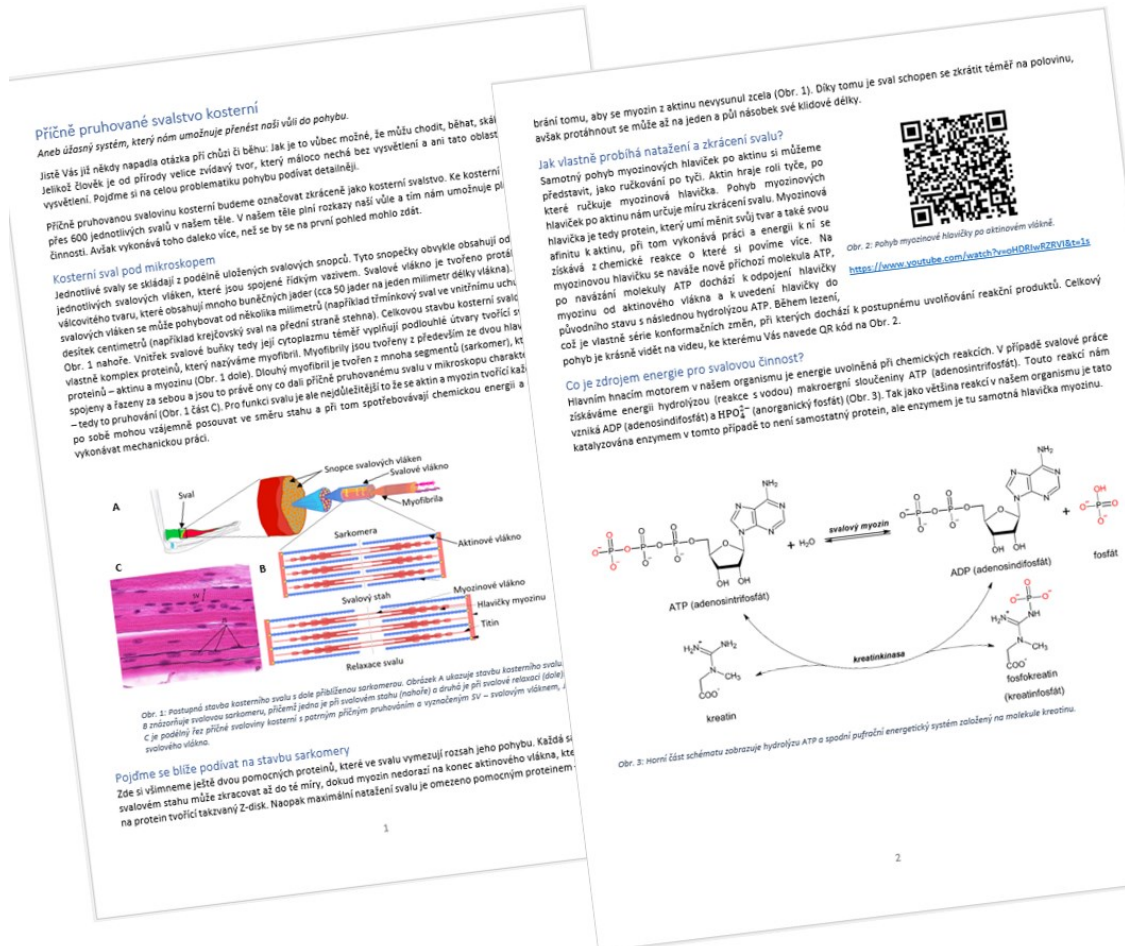 Příčně pruhované svalstvo kosterní
Aneb úžasný systém, který nám umožnuje přenést naši vůli do pohybu.
Jistě Vás již někdy napadla otázka při chůzi či běhu: Jak je to vůbec možné, že můžu chodit, běhat, skál
Jelikož člověk je od přírody velice zvídavý tvor, který máloco nechá bez vysvětlení a ani tato oblast
vysvětlení. Pojďme si na celou problematiku pohybu podívat detailněji.
Příčně pruhovanou svalovinu kosterní budeme označovat zkráceně jako kosterní svalstvo. Ke kosterní
přes 600 jednotlivých svalů v našem těle. V našem těle plní rozkazy naší vůle a tím nám umožnuje pl
činnosti. Avšak vykonává toho daleko více, než se by se na první pohled mohlo zdát.
Kosterní sval pod mikroskopem
Jednotlivé svaly se skládají z podélně uložených svalových snopců. Tyto snopečky obvykle obsahují od
jednotlivých svalových vláken, které jsou spojené řídkým vazivem. Svalové vlákno je tvořeno protál
válcovitého tvaru, které obsahují mnoho buněčných jader (cca 50 jader na jeden milimetr délky vlákna).
svalových vláken se může pohybovat od několika milimetrů (například třmínkový sval ve vnitřnímu uchu
desítek centimetrů (například krejčovský sval na přední straně stehna). Celkovou stavbu kosterní svalo
Obr. 1 nahoře. Vnitřek svalové buňky tedy její cytoplazmu téměř vyplňují podlouhlé útvary tvořící sv
vlastně komplex proteinů, který nazýváme myofibril. Myofibrily jsou tvořeny z především ze dvou hlav
proteinů – aktinu a myozinu (Obr. 1 dole). Dlouhý myofibril je tvořen z mnoha segmentů (sarkomer), kt
spojeny a řazeny za sebou a jsou to právě ony co dali příčně pruhovanému svalu v mikroskopu charakte
– tedy to pruhování (Obr. 1 část C). Pro funkci svalu je ale nejdůležitější to že se aktin a myozin tvořící kaž
po sobě mohou vzájemně posouvat ve směru stahu a při tom spotřebovávají chemickou energii a
vykonávat mechanickou práci.
A
Sval
Snopce svalových vláken
Svalové vlákno
Myofibrila
C
B
Sarkomera
Aktinové vlákno
Svalový stah
Myozinové vlákno
Hlavičky myozinu
Titin
Relaxace svalu
SV
Obr. 1: Postupná stavba kosterního svalu s dále přiblíženou sarkomerou. Obrázek A ukazuje stavbu kosterního svalu.
B znázorňuje svalovou sarkomeru, přičemž jedna je při svalovém stahu (nahoře) a druhá je při svalové relaxaci (dole)
C je podélný řez příčně svaloviny kosterní s patrným příčným pruhováním a vyznačeným SV – svalovým vláknem, J
svalového vlákna.
Pojďme se blíže podívat na stavbu sarkomery
Zde si všimneme ještě dvou pomocných proteinů, které ve svalu vymezují rozsah jeho pohybu. Každá sa
svalovém stahu může zkracovat až do té míry, dokud myozin nedorazí na konec aktinového vlákna, kte
na protein tvořící takzvaný Z-disk. Naopak maximální natažení svalu je omezeno pomocným proteinem
1
brání tomu, aby se myozin z aktinu nevysunul zcela (Obr. 1). Díky tomu je sval schopen se zkrátit téměř na polovinu,
avšak protáhnout se může až na jeden a půl násobek své klidové délky.
Jak vlastně probíhá natažení a zkrácení svalu?
Samotný pohyb myozinových hlaviček po aktinu si můžeme
představit, jako ručkování po tyči. Aktin hraje roli tyče, po
které ručkuje myozinová hlavička. Pohyb myozinových
hlaviček po aktinu nám určuje míru zkrácení svalu. Myozinová
hlavička je tedy protein, který umí měnit svůj tvar a také svou
afinitu k aktinu, při tom vykonává práci a energii k ní se
získává z chemické reakce o které si povíme více. Na
myozinovou hlavičku se naváže nově příchozí molekula ATP,
po navázání molekuly ATP dochází k odpojení hlavičky
myozinu od aktinového vlákna a k uvedení hlavičky do
původního stavu s následnou hydrolýzou ATP. Během lezení,
což je vlastně série konformačních změn, při kterých dochází k postupnému uvolňování reakční produktů. Celkový
pohyb je krásně vidět na videu, ke kterému Vás navede QR kód na Obr. 2.
Obr. 2: Pohyb myozinové hlavičky po aktinovém vlákně.
https://www.youtube.com/watch?v=oHDRIwRZRVI&t=1s
Co je zdrojem energie pro svalovou činnost?
Hlavním hnacím motorem v našem organismu je energie uvolněná při chemických reakcích. V případě svalové práce
získáváme energii hydrolýzou (reakce s vodou) makroergní sloučeniny ATP (adenosintrifosfát). Touto reakcí nám
vzniká ADP (adenosindifosfát) a HPO₄²⁻ (anorganický fosfát) (Obr. 3). Tak jako většina reakcí v našem organismu je tato
katalyzována enzymem v tomto případě to není samostatný protein, ale enzymem je tu samotná hlavička myozinu.
NH₂
+ H₂O
svalový myozin
NH₂
+
OH OH
ATP (adenosintrifosfát)
OH OH
ADP (adenosindifosfát)
fosfát
kreatinkinasa
kreatin
fosfokreatin
(kreatinfosfát)
Obr. 3: Horní část schématu zobrazuje hydrolýzu ATP a spodní pufrační energetický systém založený na molekule kreatinu.
2